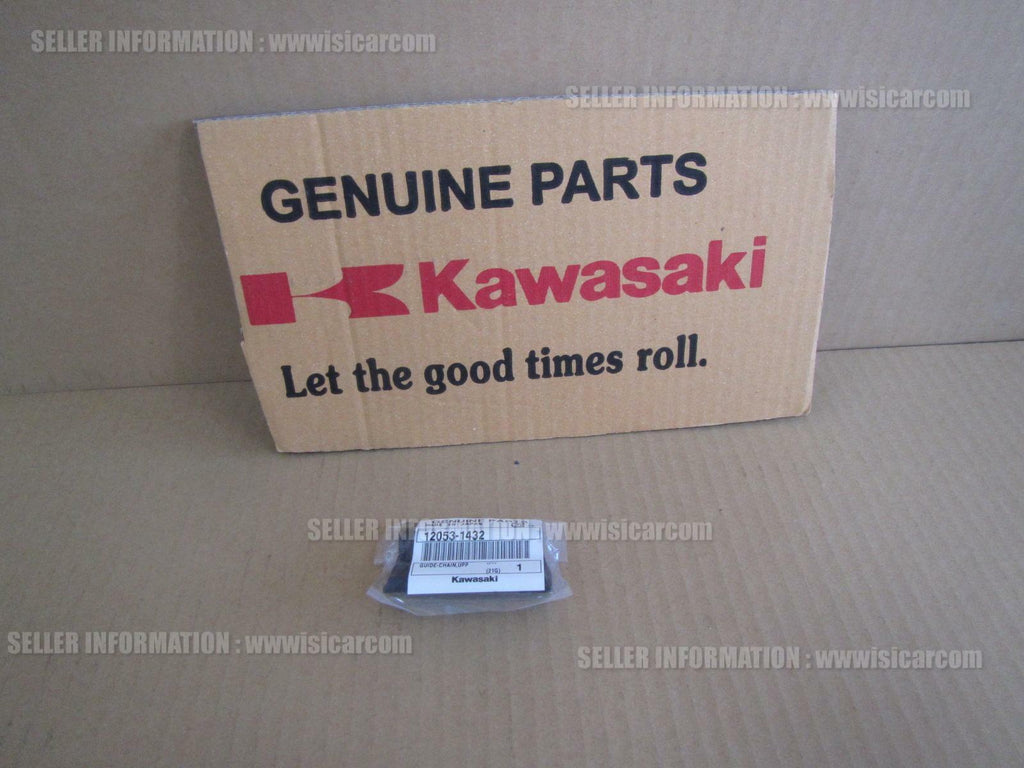 SELLER INFORMATION : wwwisicarcom
SELLER INFORMATION : wwwisicarcom
GENUINE PARTS
Kawasaki
Let the good times roll.
SELLER INFORMATION : wwwisicarcom
12053-1432
GUIDE-CHAIN,UPP
(21G) 1
Kawasaki
SELLER INFORMATION : wwwisicarcom
SELLER INFORMATION : wwwisicarcom